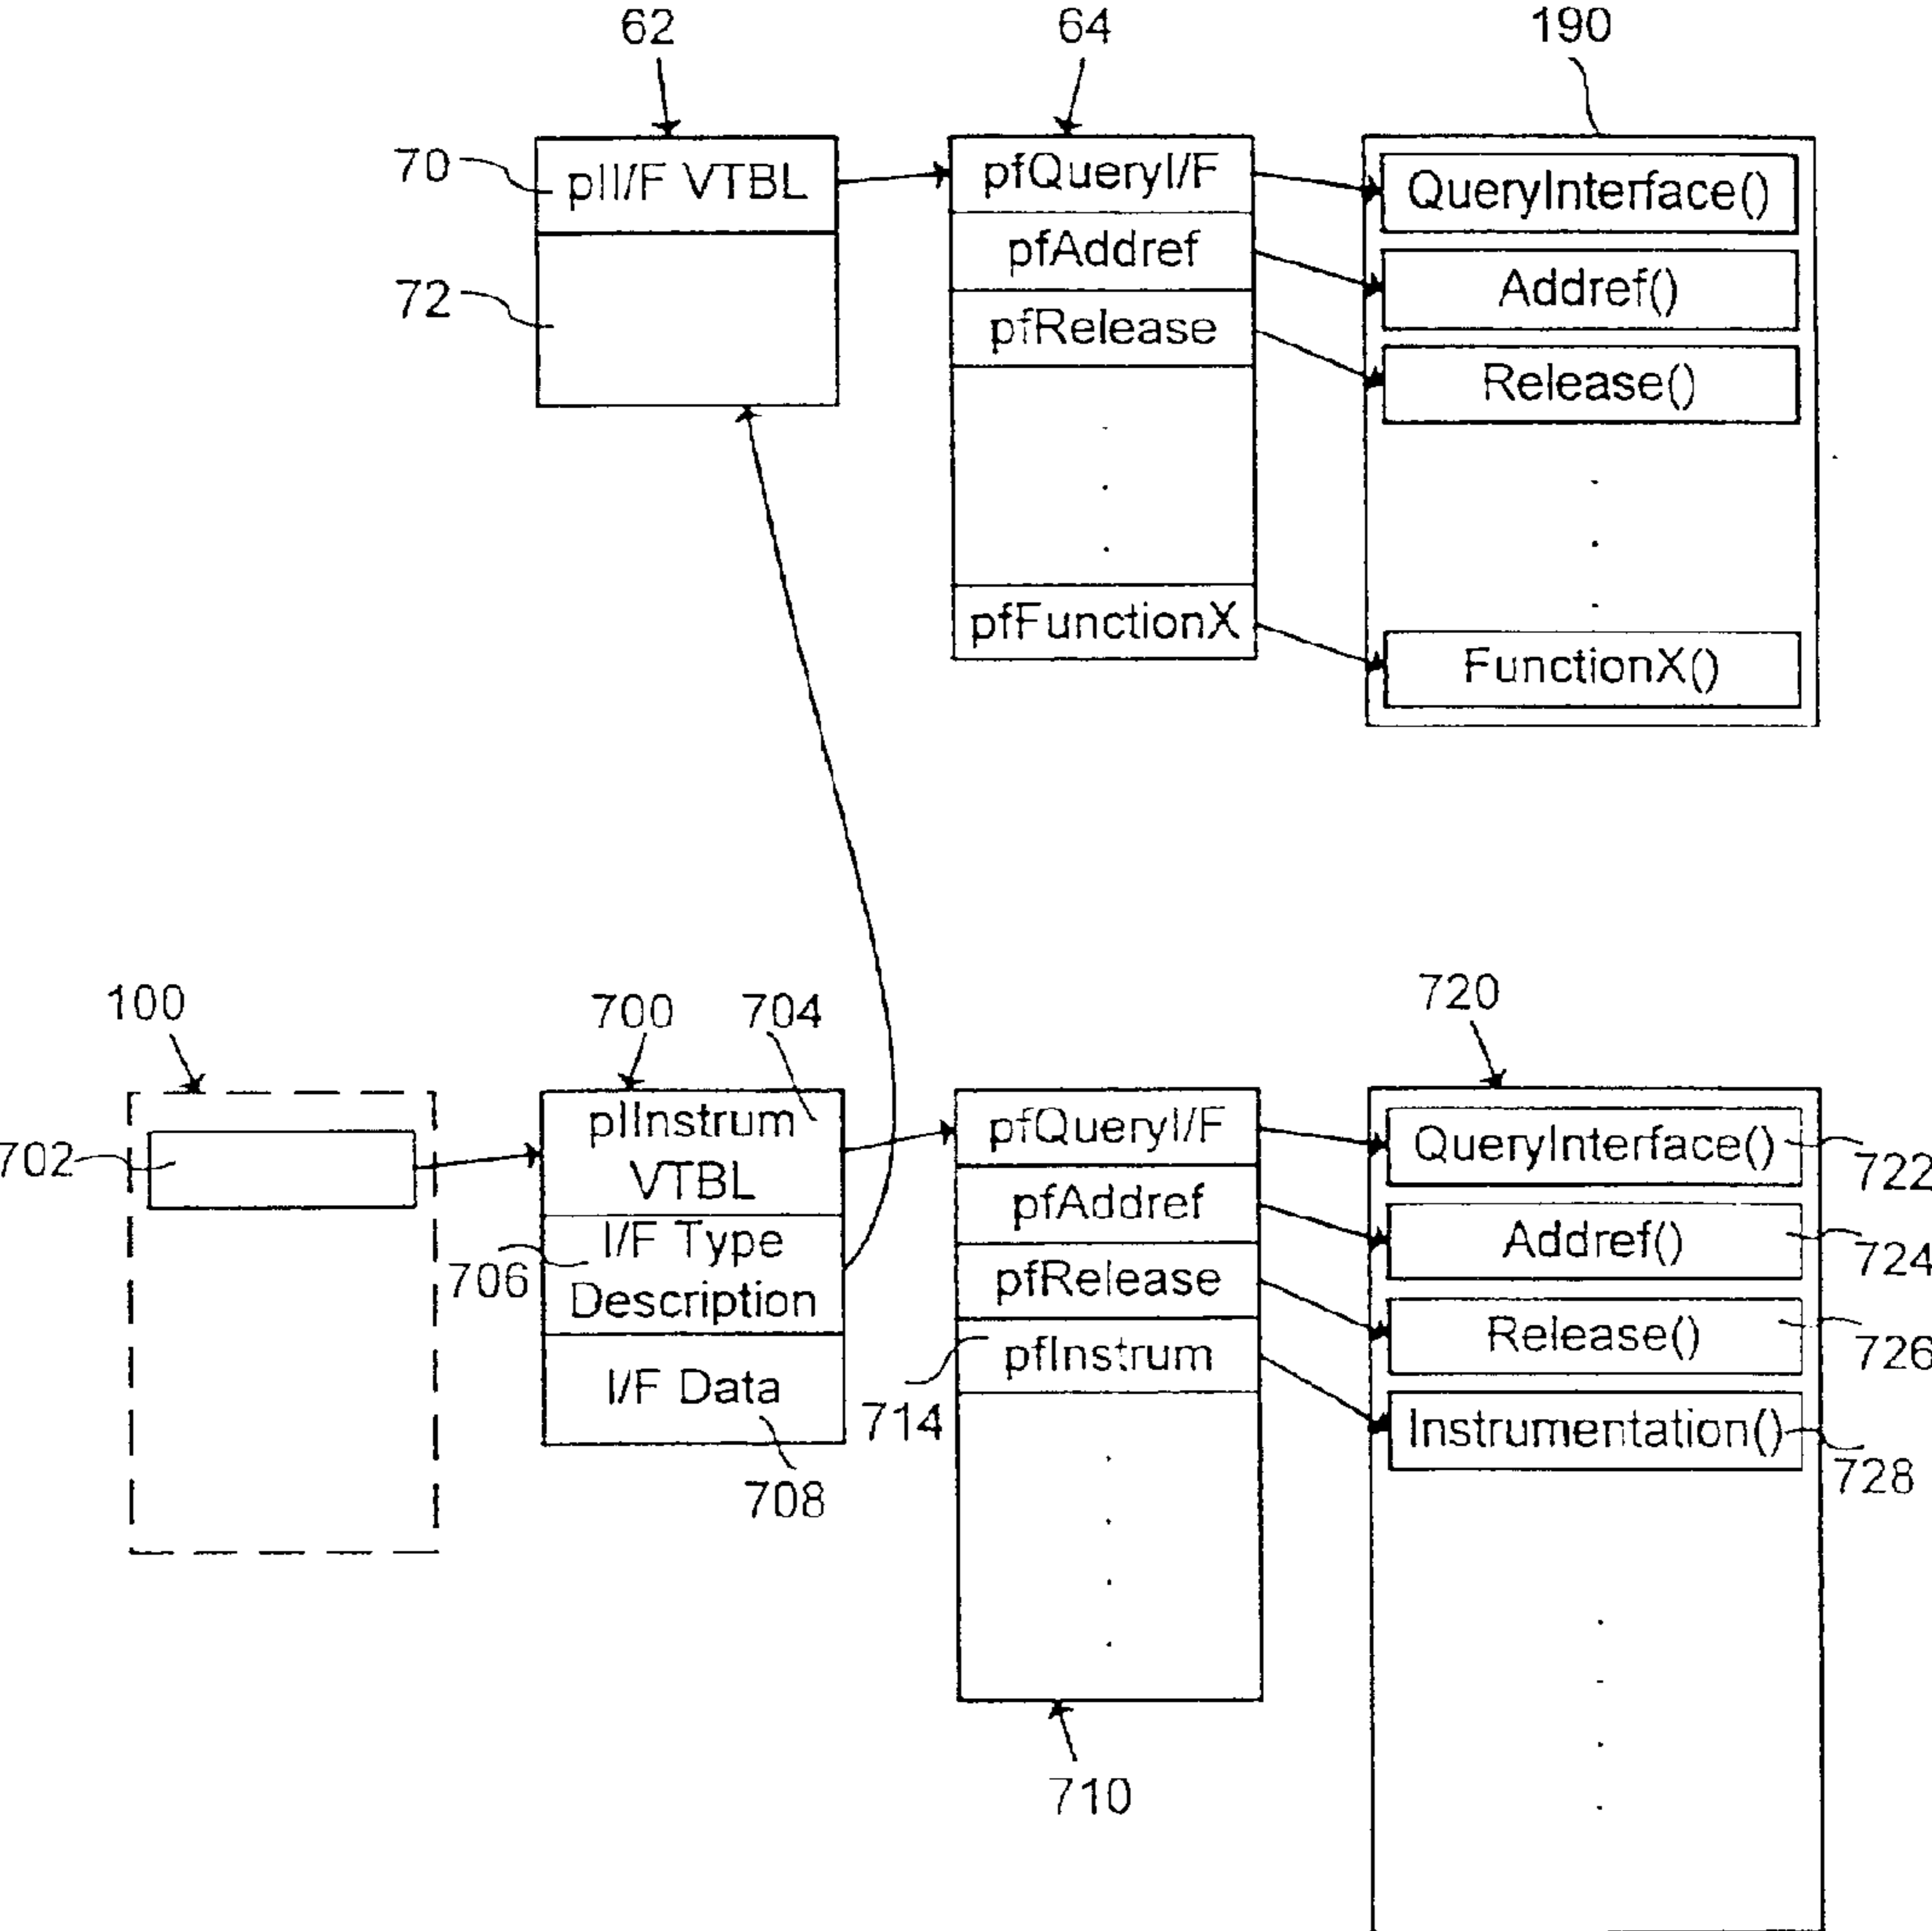 62
64
190
70
pII/F VTBL
pfQueryI/F
QueryInterface()
pfAddref
Addref()
72
pfRelease
Release()
pfFunctionX
FunctionX()
100
700
704
720
702
pIInstrum
VTBL
pfQueryI/F
QueryInterface()
722
pfAddref
Addref()
724
706
I/F Type
Description
pfRelease
Release()
726
714
pfInstrum
Instrumentation()
728
I/F Data
708
710